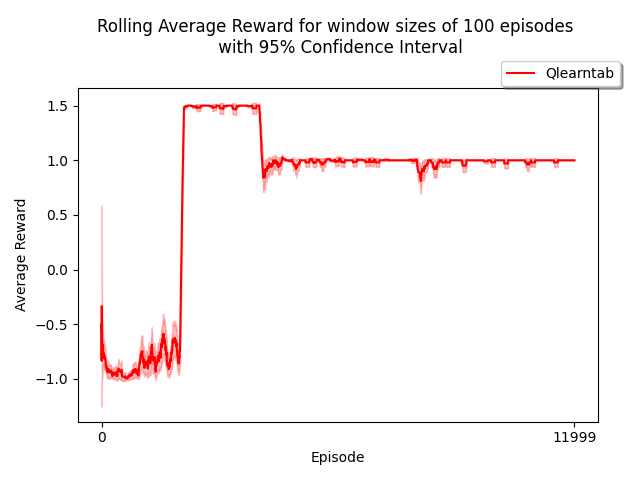 Rolling Average Reward for window sizes of 100 episodes
with 95% Confidence Interval
Qlearntab
1.5
1.0
0.5
0.0
−0.5
−1.0
Average Reward
0
11999
Episode